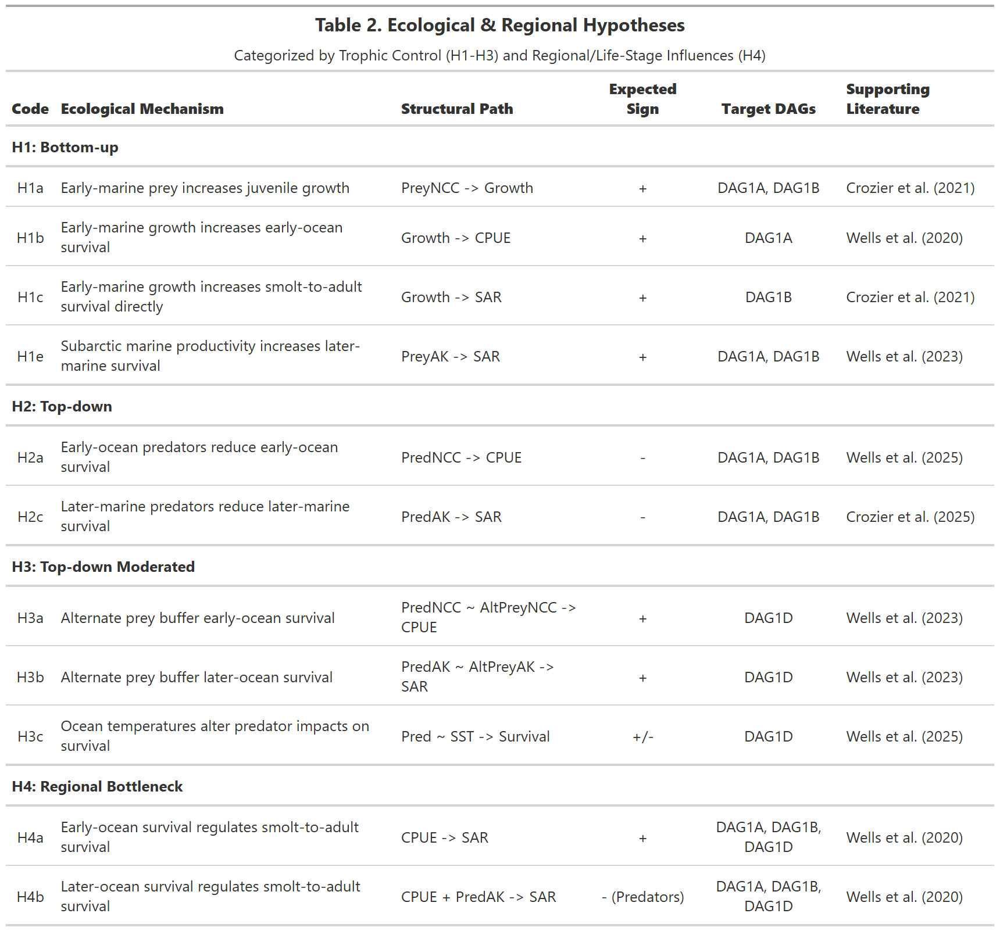 Table 2. Ecological & Regional Hypotheses
Categorized by Trophic Control (H1-H3) and Regional/Life-Stage Influences (H4)
Code Ecological Mechanism Structural Path Expected Sign Target DAGs Supporting Literature
H1: Bottom-up
H1a Early-marine prey increases juvenile growth PreyNCC -> Growth + DAG1A, DAG1B Crozier et al. (2021)
H1b Early-marine growth increases early-ocean survival Growth -> CPUE + DAG1A Wells et al. (2020)
H1c Early-marine growth increases smolt-to-adult survival directly Growth -> SAR + DAG1B Crozier et al. (2021)
H1e Subarctic marine productivity increases later-marine survival PreyAK -> SAR + DAG1A, DAG1B Wells et al. (2023)
H2: Top-down
H2a Early-ocean predators reduce early-ocean survival PredNCC -> CPUE - DAG1A, DAG1B Wells et al. (2025)
H2c Later-marine predators reduce later-marine survival PredAK -> SAR - DAG1A, DAG1B Crozier et al. (2025)
H3: Top-down Moderated
H3a Alternate prey buffer early-ocean survival PredNCC ~ AltPreyNCC -> CPUE + DAG1D Wells et al. (2023)
H3b Alternate prey buffer later-ocean survival PredAK ~ AltPreyAK -> SAR + DAG1D Wells et al. (2023)
H3c Ocean temperatures alter predator impacts on survival Pred ~ SST -> Survival +/- DAG1D Wells et al. (2025)
H4: Regional Bottleneck
H4a Early-ocean survival regulates smolt-to-adult survival CPUE -> SAR + DAG1A, DAG1B, DAG1D Wells et al. (2020)
H4b Later-ocean survival regulates smolt-to-adult survival CPUE + PredAK -> SAR - (Predators) DAG1A, DAG1B, DAG1D Wells et al. (2020)